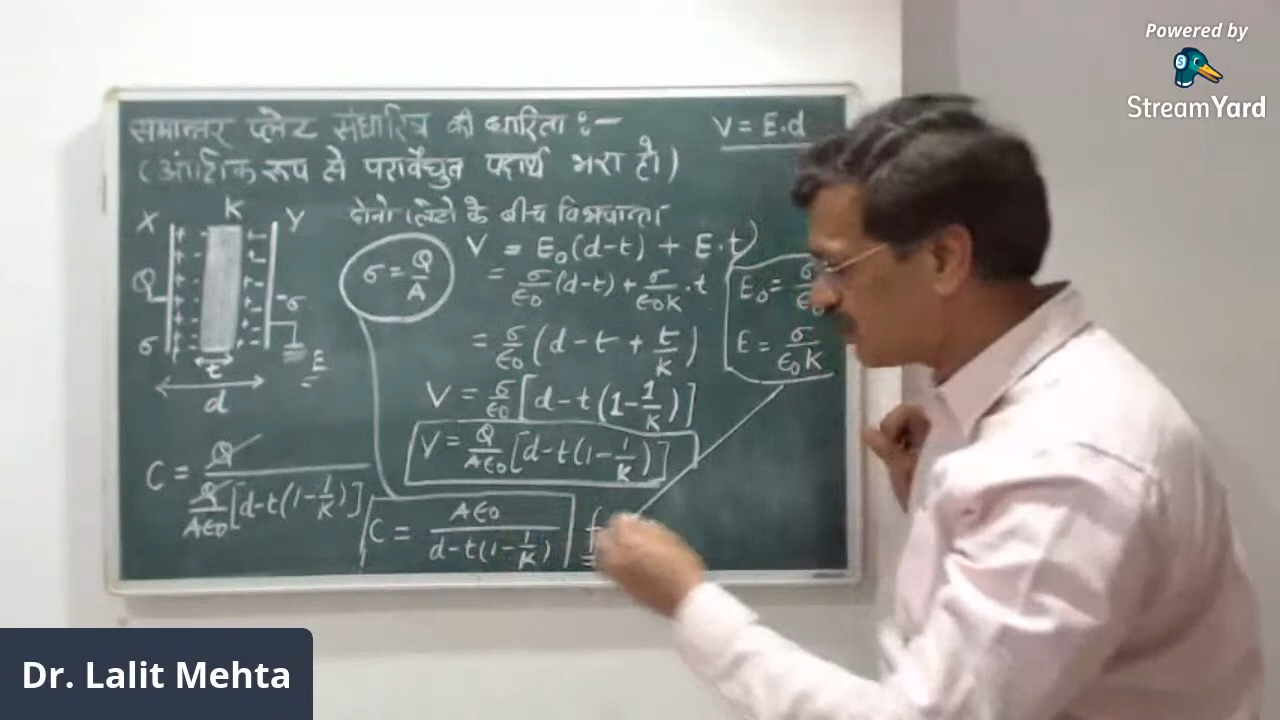 Powered by
StreamYard
समान्तर प्लेट संधारित्र की धारिता :-
V = E.d
(आंशिक रूप से परावैद्युत पदार्थ भरा हो)
X K Y
दोनो प्लेटो के बीच विभवान्तर
V = E₀(d-t) + E.t
σ = Q/A
= σ/ε₀ (d-t) + σ/ε₀K .t
E₀ = σ/ε₀
Q
-σ
= σ/ε₀ (d - t + t/K)
E = σ/ε₀K
σ
t
E
d
V = σ/ε₀ [d-t(1-1/K)]
V = Q/Aε₀ [d-t(1-1/K)]
C = Q / Q/Aε₀ [d-t(1-1/K)]
C = Aε₀ / d-t(1-1/K)
Dr. Lalit Mehta